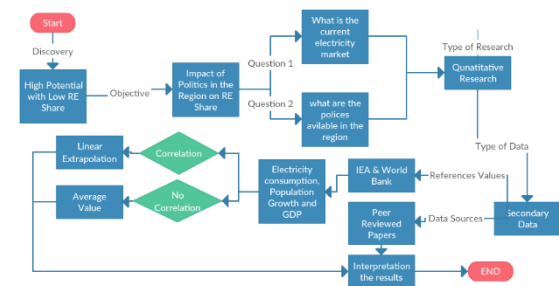 Start
Discovery
High Potential
with Low RE
Share
Objective
Impact of
Politics in the
Region on RE
Share
Question 1
Question 2
What is the
current
electricity
market
what are the
polices avilable in the
region
Type of Research
Qunatitative
Research
Type of Data
Secondary
Data
References Values
Data Sources
IEA & World
Bank
Peer
Reviewed
Papers
Electricity
consumption,
Population
Growth and
GDP
Correlation
No
Correlation
Linear
Extrapolation
Average
Value
Interpretation
the results
END